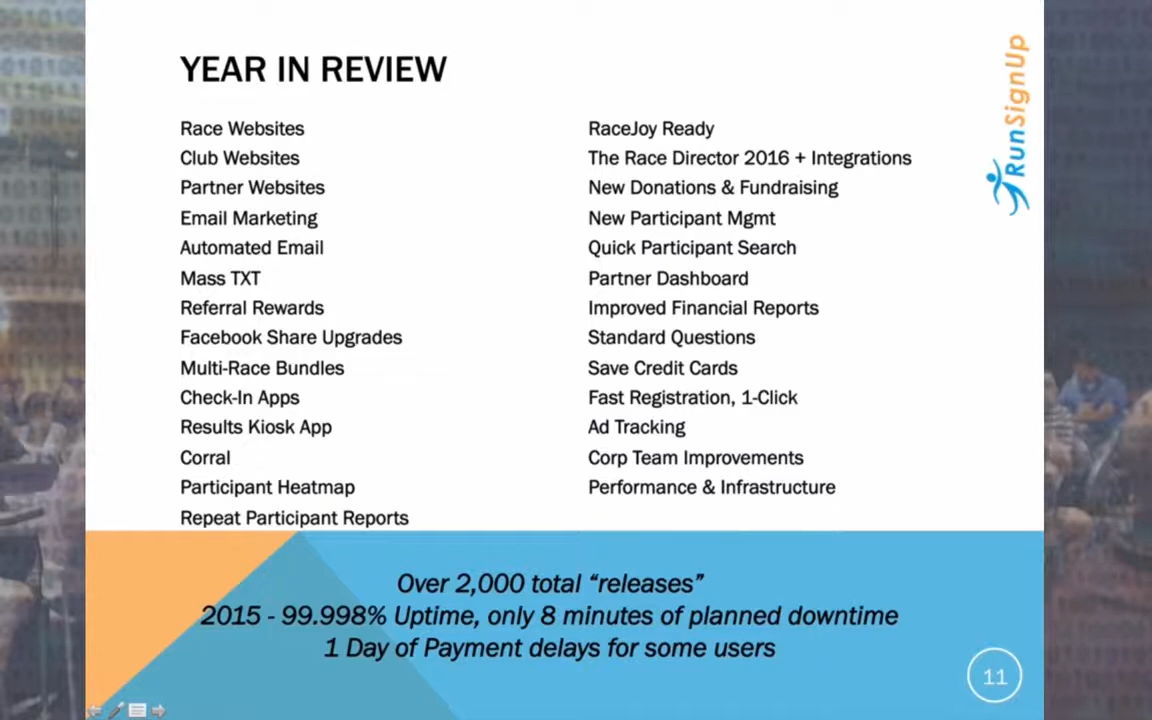 YEAR IN REVIEW
Race Websites
Club Websites
Partner Websites
Email Marketing
Automated Email
Mass TXT
Referral Rewards
Facebook Share Upgrades
Multi-Race Bundles
Check-In Apps
Results Kiosk App
Corral
Participant Heatmap
Repeat Participant Reports
RaceJoy Ready
The Race Director 2016 + Integrations
New Donations & Fundraising
New Participant Mgmt
Quick Participant Search
Partner Dashboard
Improved Financial Reports
Standard Questions
Save Credit Cards
Fast Registration, 1-Click
Ad Tracking
Corp Team Improvements
Performance & Infrastructure
RunSignUp
Over 2,000 total “releases”
2015 - 99.998% Uptime, only 8 minutes of planned downtime
1 Day of Payment delays for some users
11